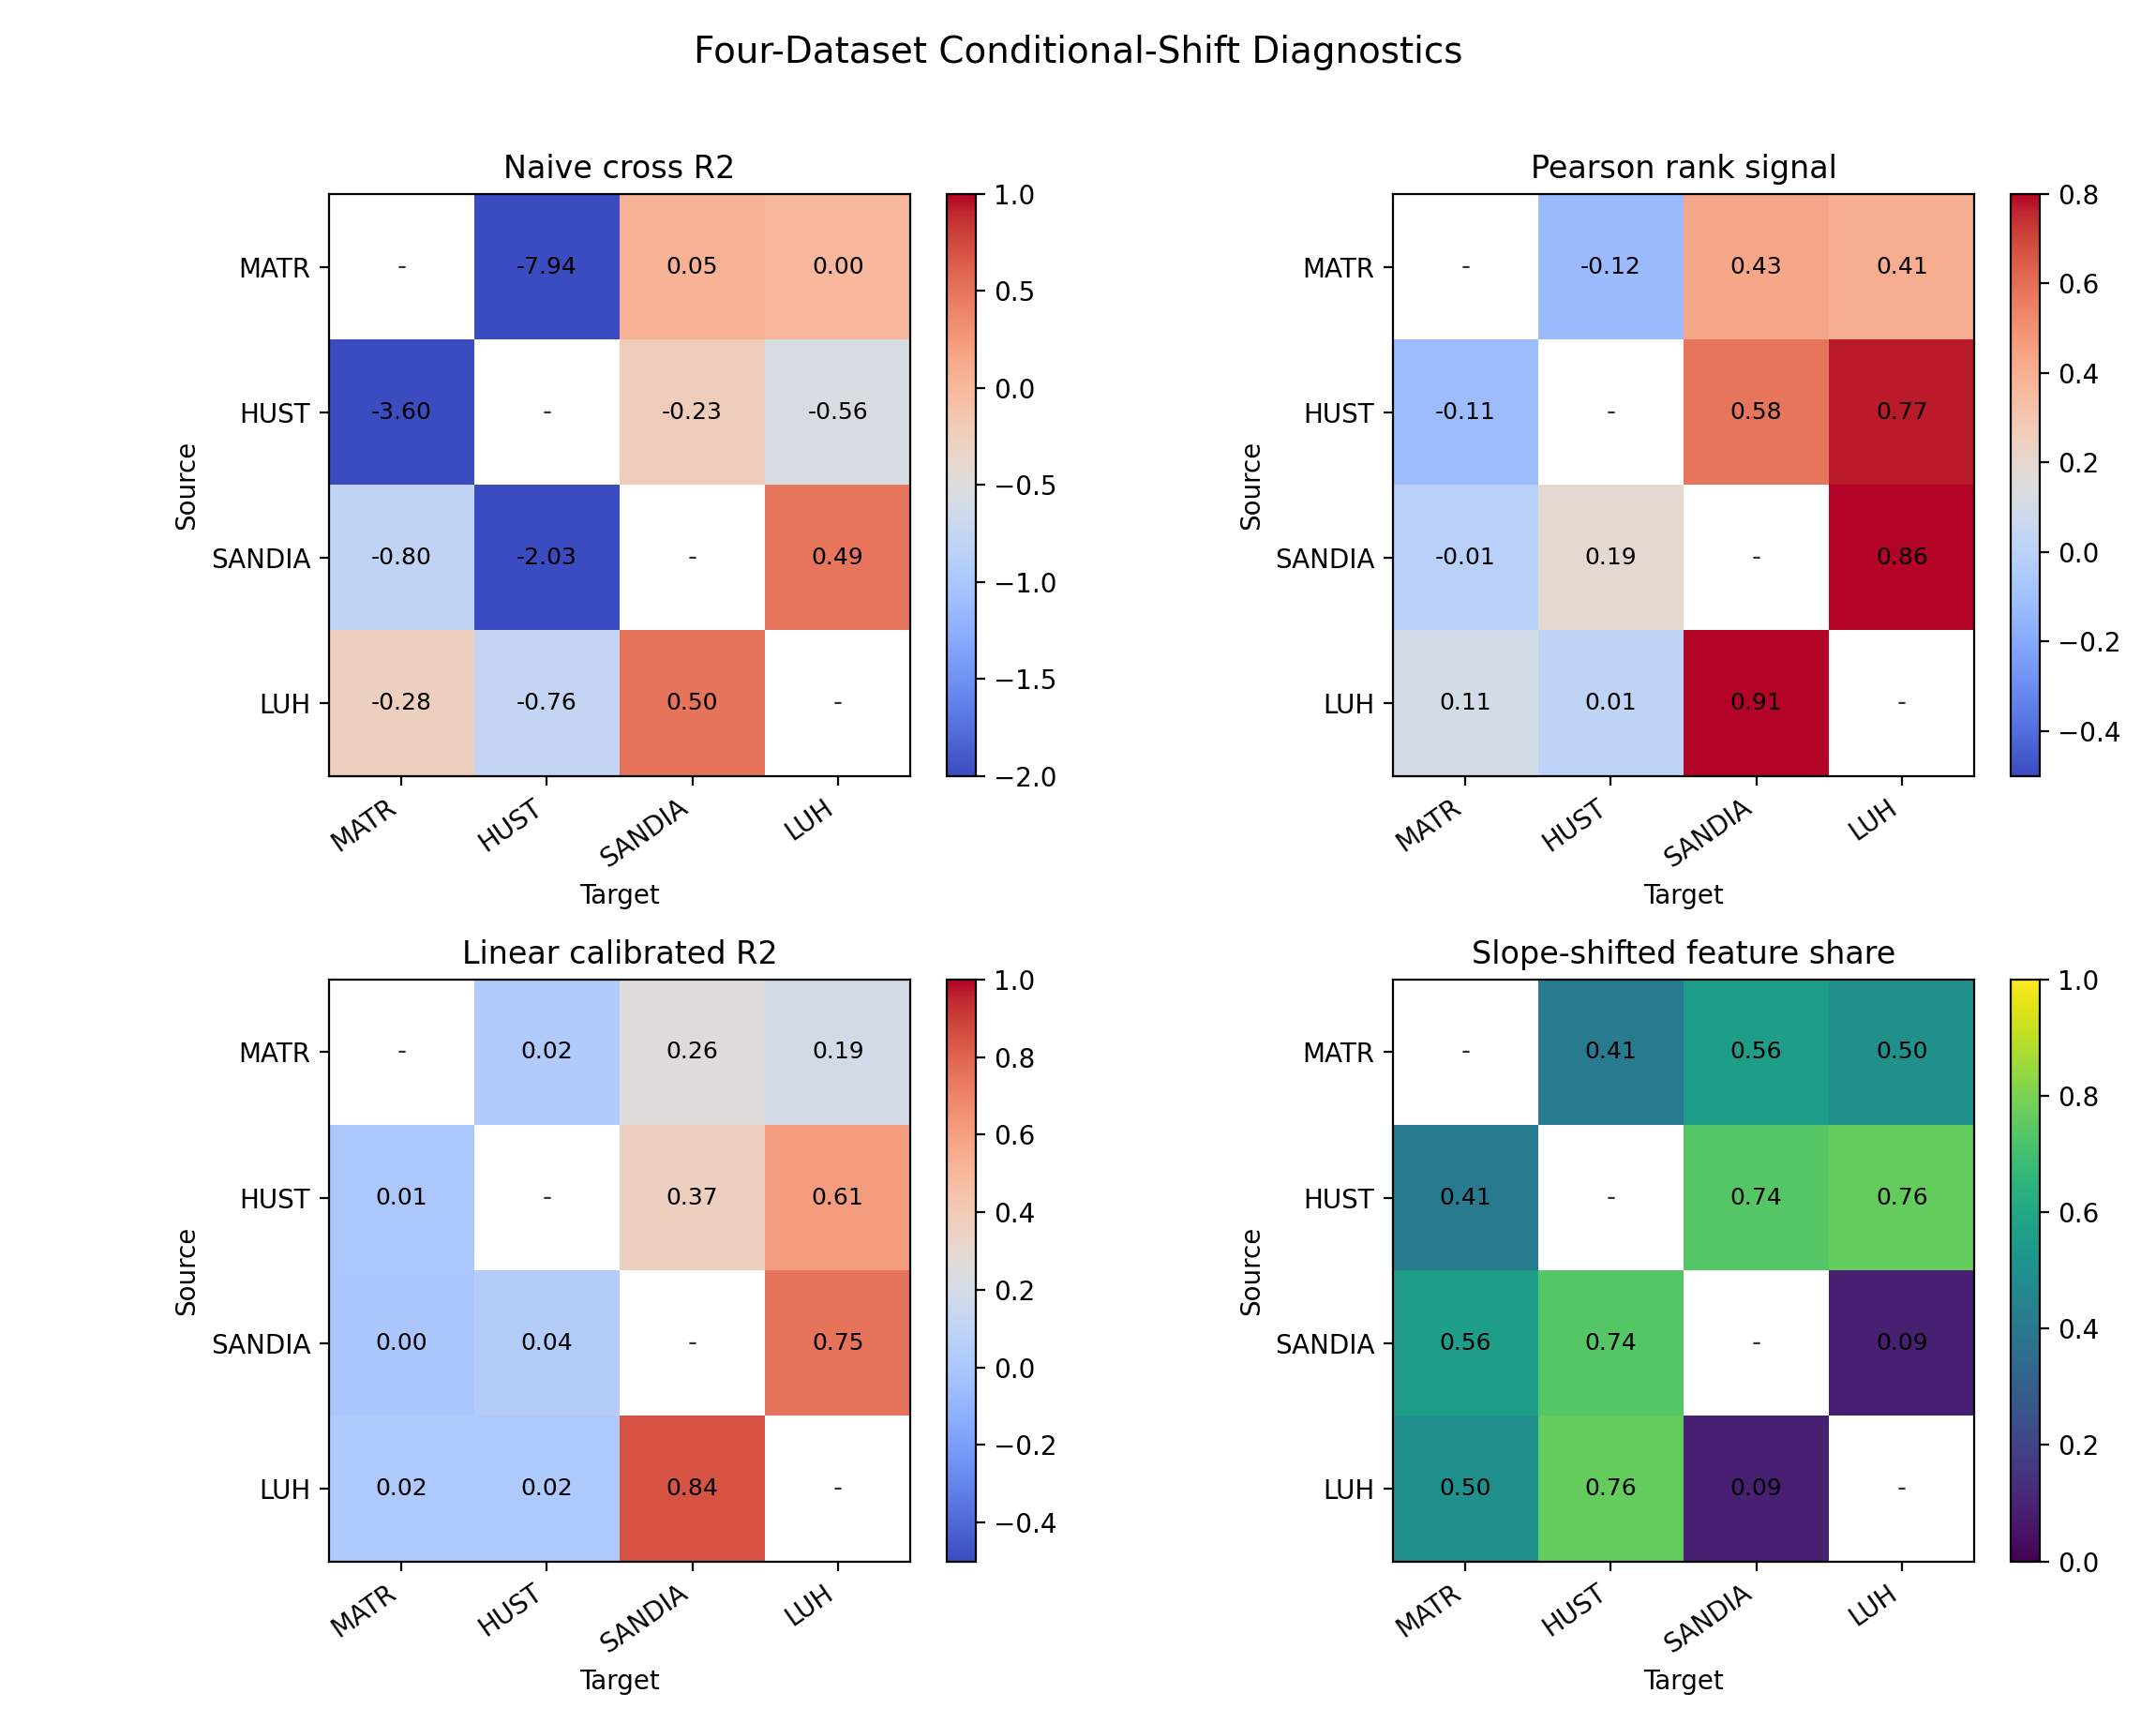 Four-Dataset Conditional-Shift Diagnostics
Naive cross R2
Source
MATR - -7.94 0.05 0.00
HUST -3.60 - -0.23 -0.56
SANDIA -0.80 -2.03 - 0.49
LUH -0.28 -0.76 0.50 -
MATR HUST SANDIA LUH
Target
1.0
0.5
0.0
−0.5
−1.0
−1.5
−2.0
Pearson rank signal
Source
MATR - -0.12 0.43 0.41
HUST -0.11 - 0.58 0.77
SANDIA -0.01 0.19 - 0.86
LUH 0.11 0.01 0.91 -
MATR HUST SANDIA LUH
Target
0.8
0.6
0.4
0.2
0.0
−0.2
−0.4
Linear calibrated R2
Source
MATR - 0.02 0.26 0.19
HUST 0.01 - 0.37 0.61
SANDIA 0.00 0.04 - 0.75
LUH 0.02 0.02 0.84 -
MATR HUST SANDIA LUH
Target
1.0
0.8
0.6
0.4
0.2
0.0
−0.2
−0.4
Slope-shifted feature share
Source
MATR - 0.41 0.56 0.50
HUST 0.41 - 0.74 0.76
SANDIA 0.56 0.74 - 0.09
LUH 0.50 0.76 0.09 -
MATR HUST SANDIA LUH
Target
1.0
0.8
0.6
0.4
0.2
0.0